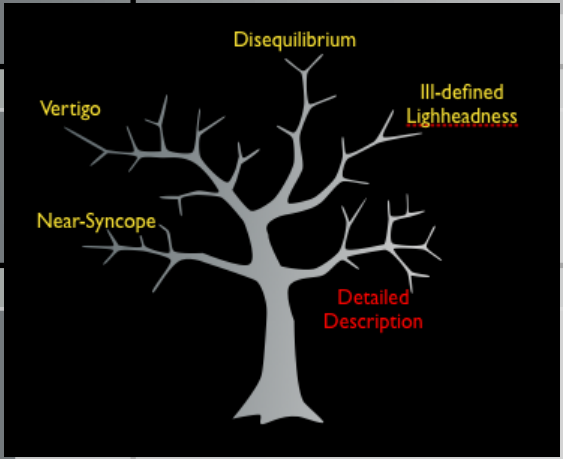 Disequilibrium
Vertigo
Ill-defined
Lighheadness
Near-Syncope
Detailed
Description